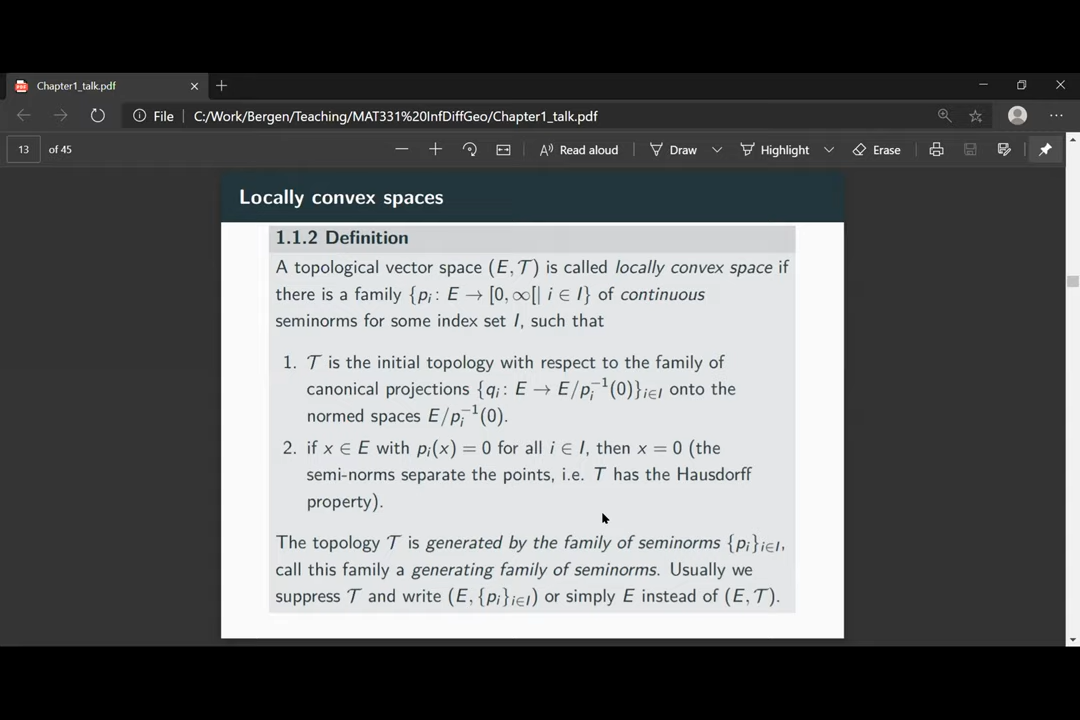 Chapter1_talk.pdf
File C:/Work/Bergen/Teaching/MAT331%20InfDiffGeo/Chapter1_talk.pdf
13 of 45 Read aloud Draw Highlight Erase
Locally convex spaces
1.1.2 Definition
A topological vector space (E, 𝒯) is called locally convex space if
there is a family {pᵢ : E → [0, ∞[| i ∈ I} of continuous
seminorms for some index set I, such that
1. 𝒯 is the initial topology with respect to the family of
canonical projections {qᵢ : E → E/pᵢ⁻¹(0)}ᵢ∈I onto the
normed spaces E/pᵢ⁻¹(0).
2. if x ∈ E with pᵢ(x) = 0 for all i ∈ I, then x = 0 (the
semi-norms separate the points, i.e. T has the Hausdorff
property).
The topology 𝒯 is generated by the family of seminorms {pᵢ}ᵢ∈I,
call this family a generating family of seminorms. Usually we
suppress 𝒯 and write (E, {pᵢ}ᵢ∈I) or simply E instead of (E, 𝒯).